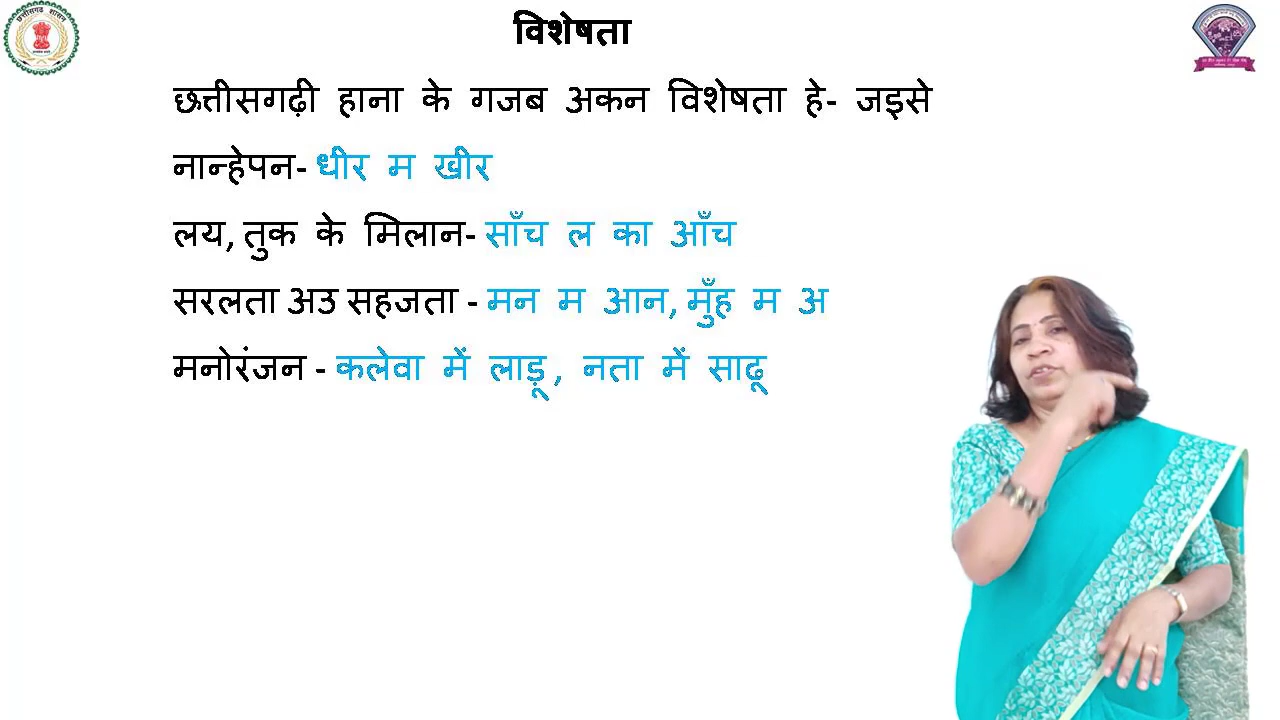 विशेषता
छत्तीसगढ़ी हाना के गजब अकन विशेषता हे- जइसे
नान्हेपन- धीर म खीर
लय, तुक के मिलान- साँच ल का आँच
सरलता अउ सहजता - मन म आन, मुँह म अ
मनोरंजन - कलेवा में लाड़ू , नता में साढू